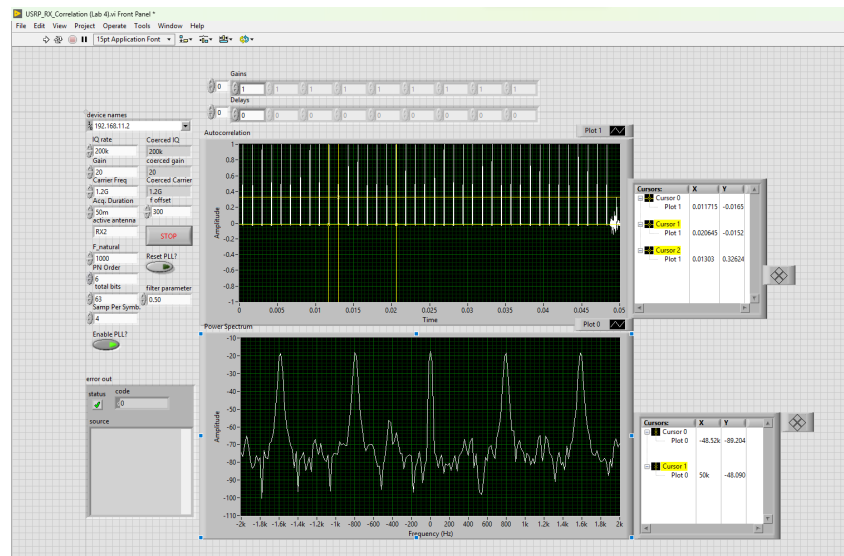 USRP_RX_Correlation (Lab 4).vi Front Panel *
File Edit View Project Operate Tools Window Help
15pt Application Font
Gains
0 1 1 1 1 1 1 1 1
Delays
0 0 0 0 0 0 0 0 0
device names
192.168.11.2
IQ rate Coerced IQ
200k 200k
Gain coerced gain
20 20
Carrier Freq Coerced Carrier
1.2G 1.2G
Acq. Duration f offset
50m 300
active antenna
RX2
STOP
F_natural
1000
Reset PLL?
PN Order
6
total bits filter parameter
63 0.50
Samp Per Symb.
4
Enable PLL?
error out
status code
0
source
Autocorrelation
Plot 1
Amplitude
1
0.8
0.6
0.4
0.2
0
-0.2
-0.4
-0.6
-0.8
-1
0 0.005 0.01 0.015 0.02 0.025 0.03 0.035 0.04 0.045 0.05
Time
Cursors: X Y
Cursor 0
Plot 1 0.011715 -0.0165
Cursor 1
Plot 1 0.020645 -0.0152
Cursor 2
Plot 1 0.01303 0.32624
Power Spectrum
Plot 0
Amplitude
-10
-20
-30
-40
-50
-60
-70
-80
-90
-100
-110
-2k -1.8k -1.6k -1.4k -1.2k -1k -800 -600 -400 -200 0 200 400 600 800 1k 1.2k 1.4k 1.6k 1.8k 2k
Frequency (Hz)
Cursors: X Y
Cursor 0
Plot 0 -48.52k -89.204
Cursor 1
Plot 0 50k -48.090